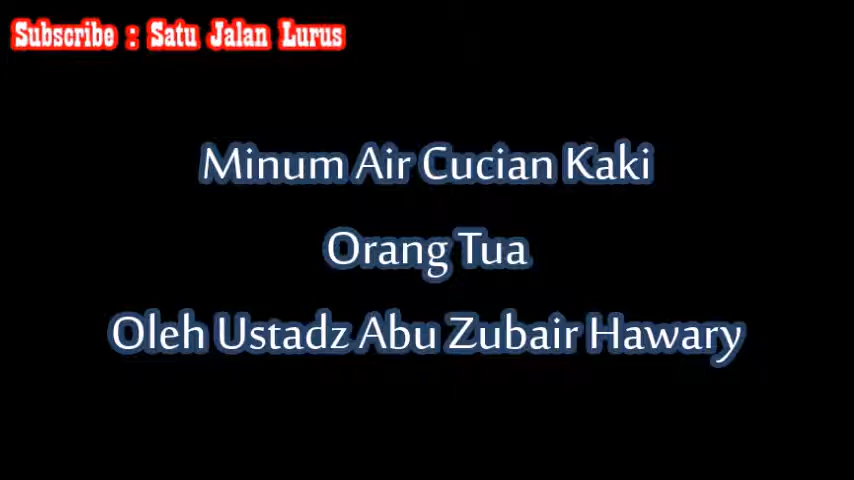 Subscribe : Satu Jalan Lurus
Minum Air Cucian Kaki
Orang Tua
Oleh Ustadz Abu Zubair Hawary